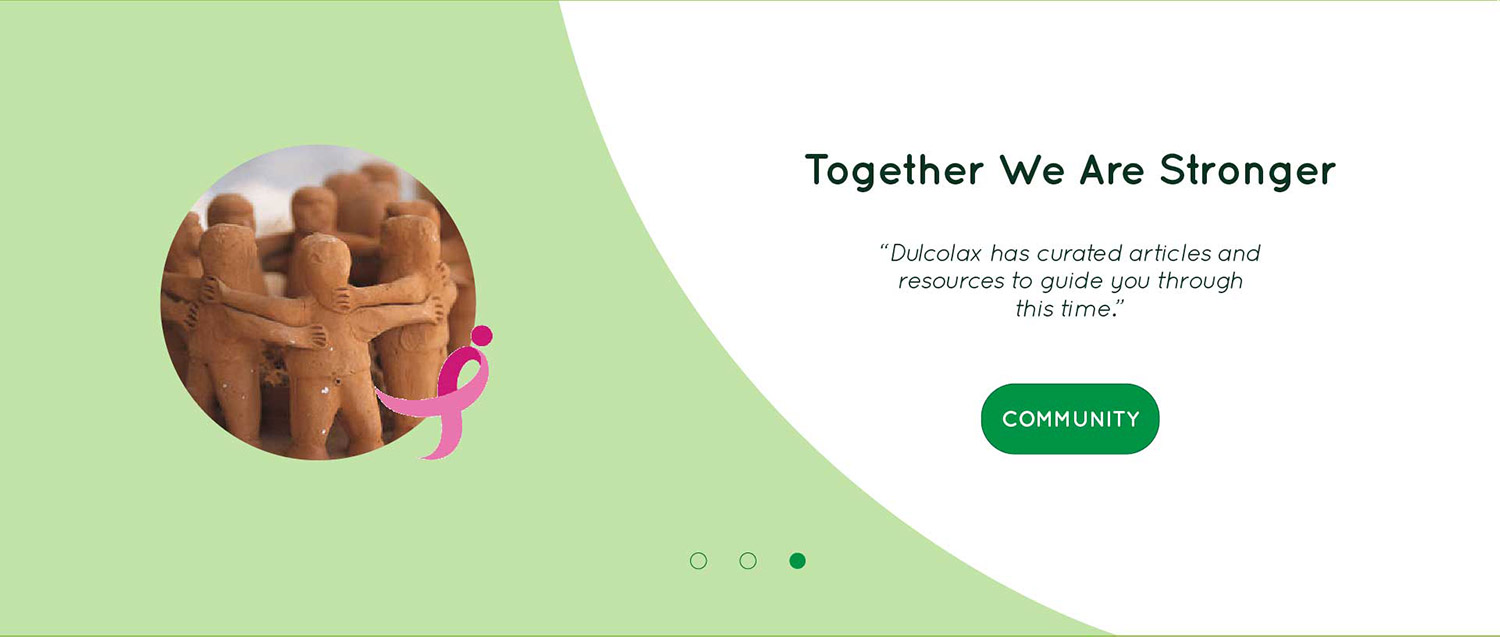 Together We Are Stronger
“Dulcolax has curated articles and
resources to guide you through
this time.”
COMMUNITY